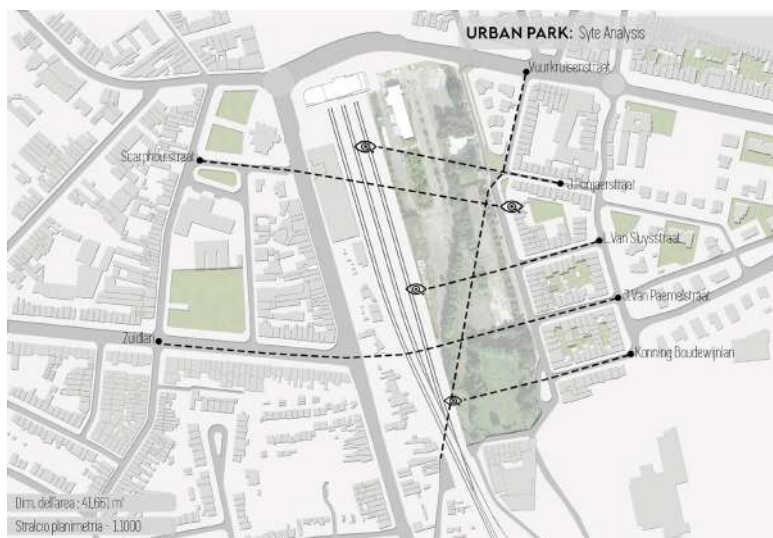 URBAN PARK: Syte Analysis
Vuurkruisenstraat
Scarphoutstraat
L.Van Sluysstraat
J.Van Paemelstraat
Zuidlan
Konning Boudewijnlan
Dim. dell'area : 41,661 m²
Stralcio planimetria - 1:1000